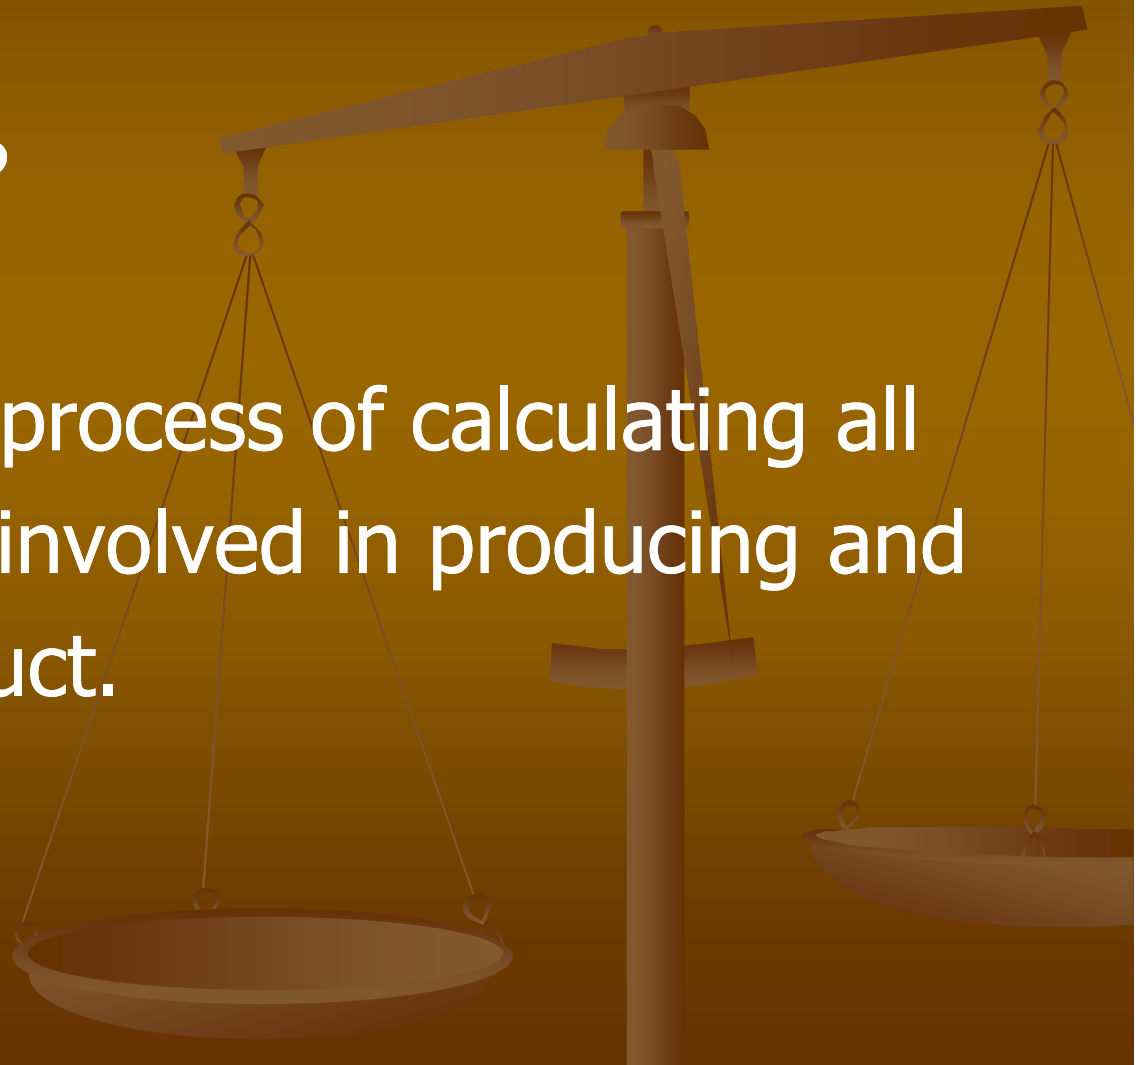 process of calculating all
involved in producing and
uct.